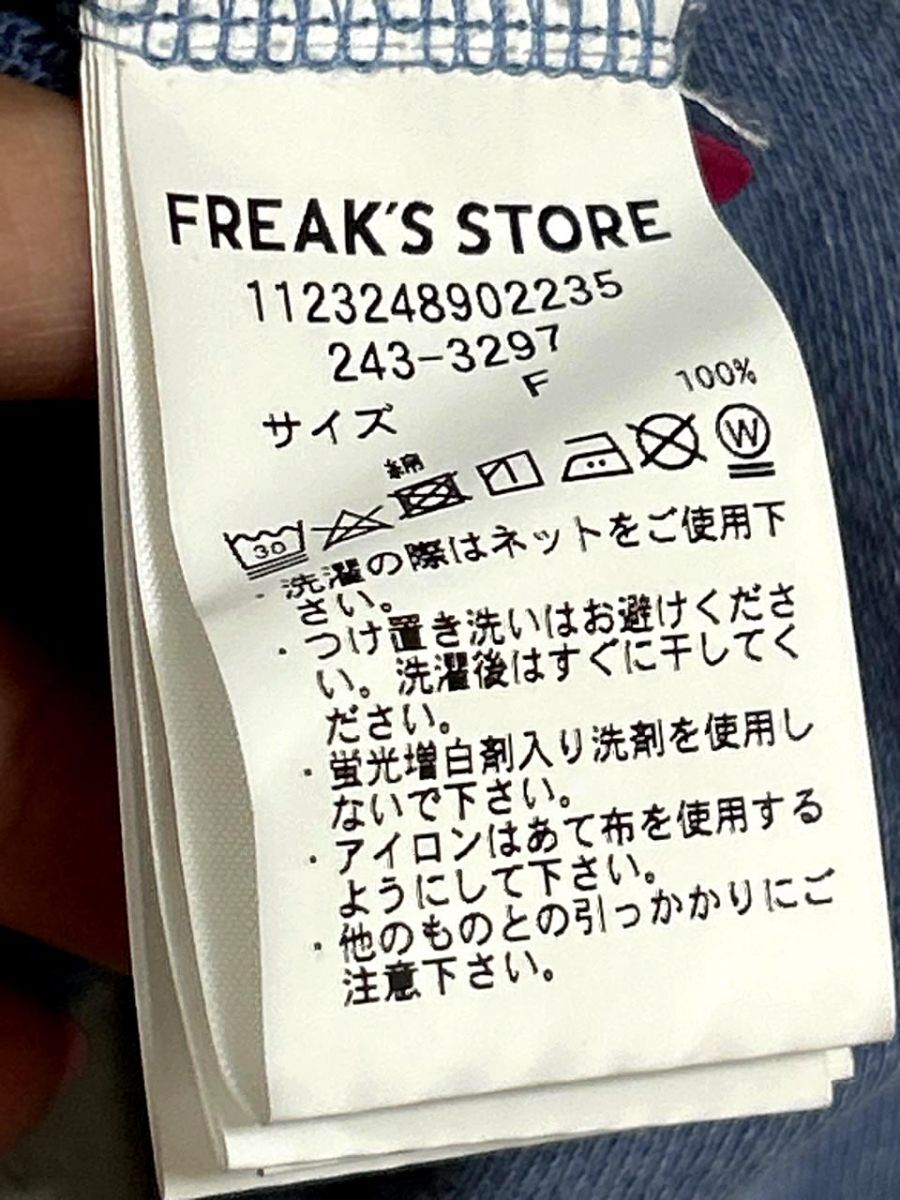 FREAK'S STORE
1123248902235
243-3297
サイズ F
綿 100%
30 W
・洗濯の際はネットをご使用下
さい。
・つけ置き洗いはお避けくださ
い。洗濯後はすぐに干してく
ださい。
・蛍光増白剤入り洗剤を使用し
ないで下さい。
・アイロンはあて布を使用する
ようにして下さい。
・他のものとの引っかかりにご
注意下さい。